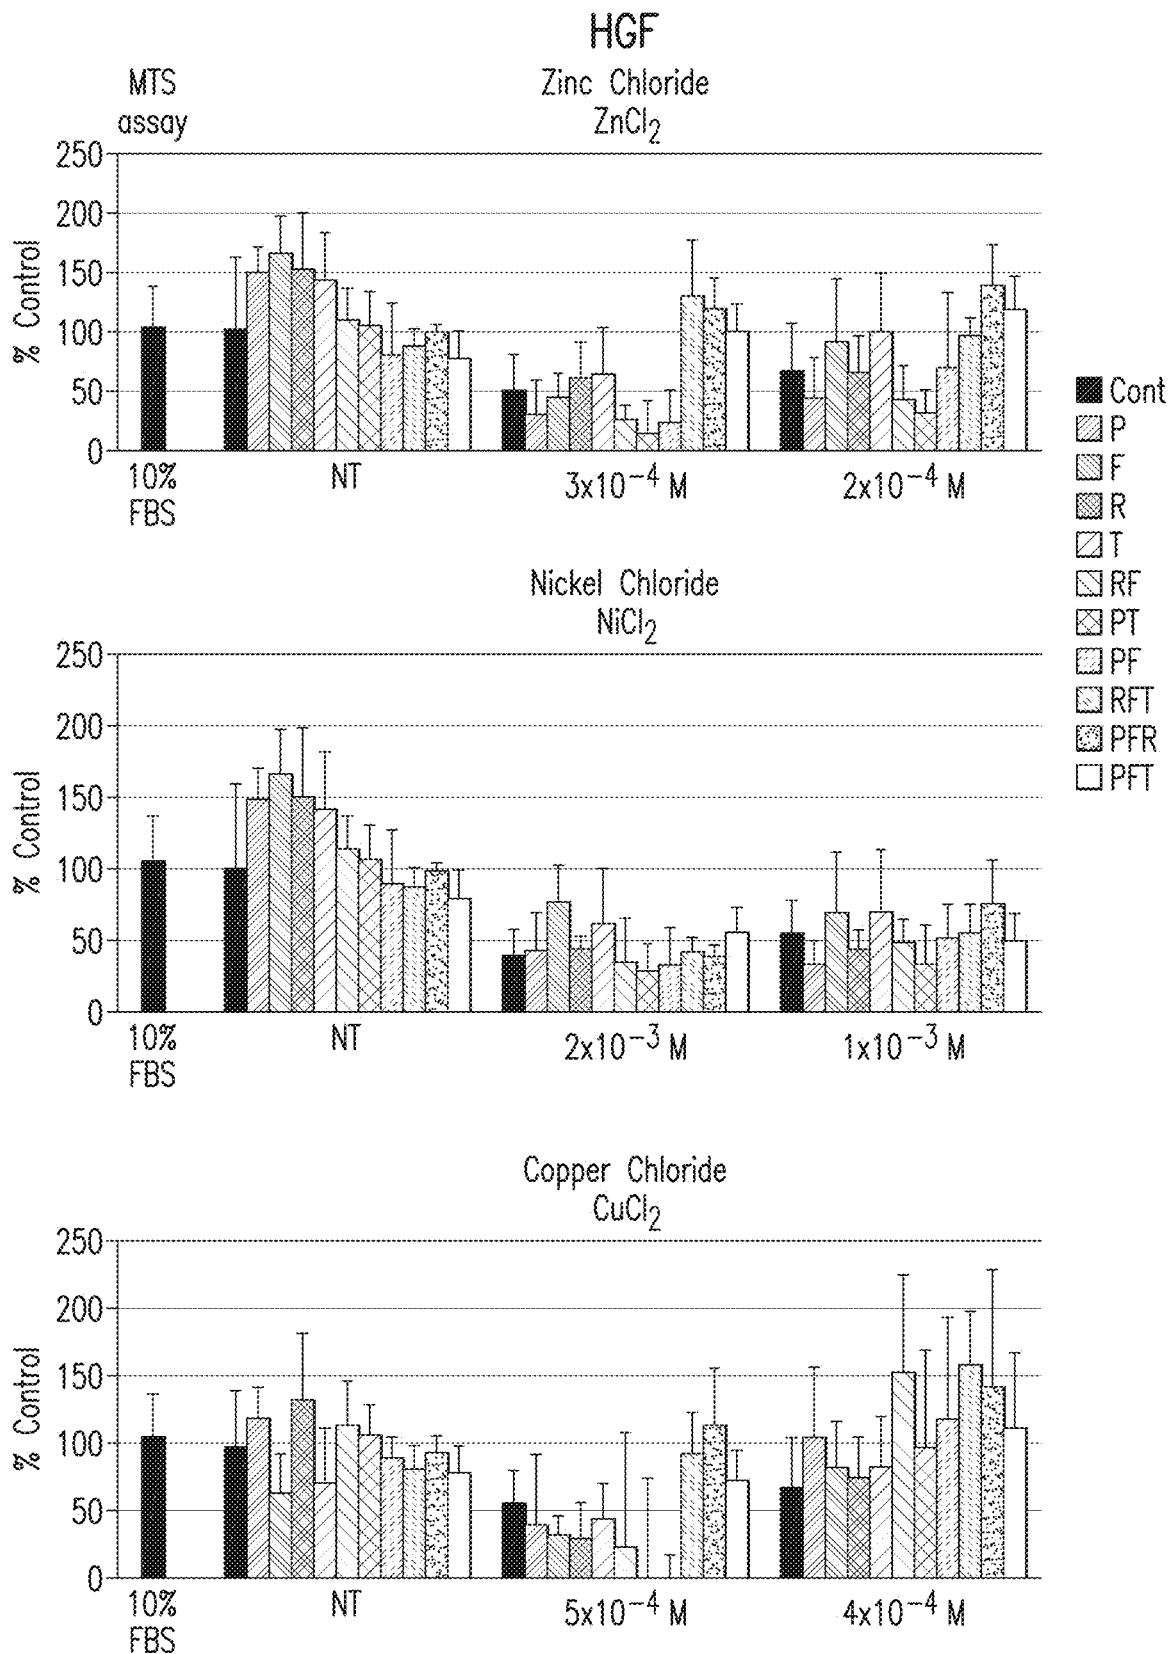 HGF
MTS
assay
Zinc Chloride
ZnCl2
% Control
250
200
150
100
50
0
10%
FBS
NT
3x10−4 M
2x10−4 M
Cont
P
F
R
T
RF
PT
PF
RFT
PFR
PFT
Nickel Chloride
NiCl2
% Control
250
200
150
100
50
0
10%
FBS
NT
2x10−3 M
1x10−3 M
Copper Chloride
CuCl2
% Control
250
200
150
100
50
0
10%
FBS
NT
5x10−4 M
4x10−4 M